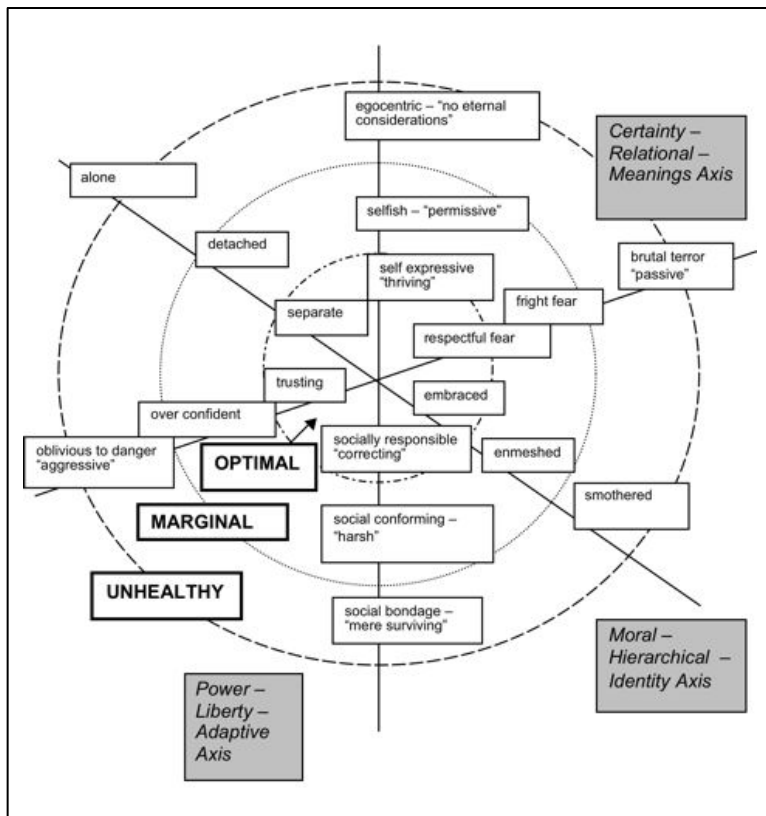 egocentric – “no eternal
considerations”
Certainty –
Relational –
Meanings Axis
alone
selfish – “permissive”
detached
brutal terror
“passive”
self expressive
“thriving”
fright fear
separate
respectful fear
trusting
embraced
over confident
oblivious to danger
“aggressive”
OPTIMAL
socially responsible
“correcting”
enmeshed
smothered
MARGINAL
social conforming –
“harsh”
UNHEALTHY
social bondage –
“mere surviving”
Moral –
Hierarchical –
Identity Axis
Power –
Liberty –
Adaptive
Axis